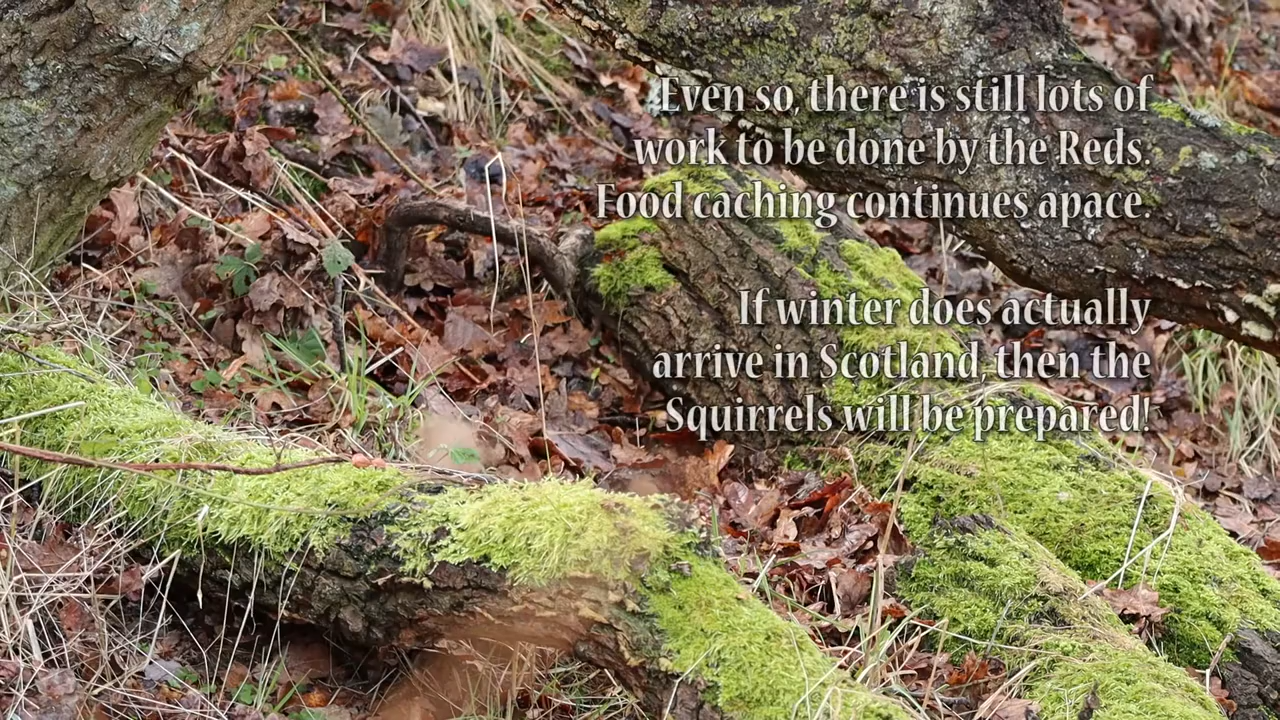 Even so, there is still lots of
work to be done by the Reds.
Food caching continues apace.
If winter does actually
arrive in Scotland, then the
Squirrels will be prepared!